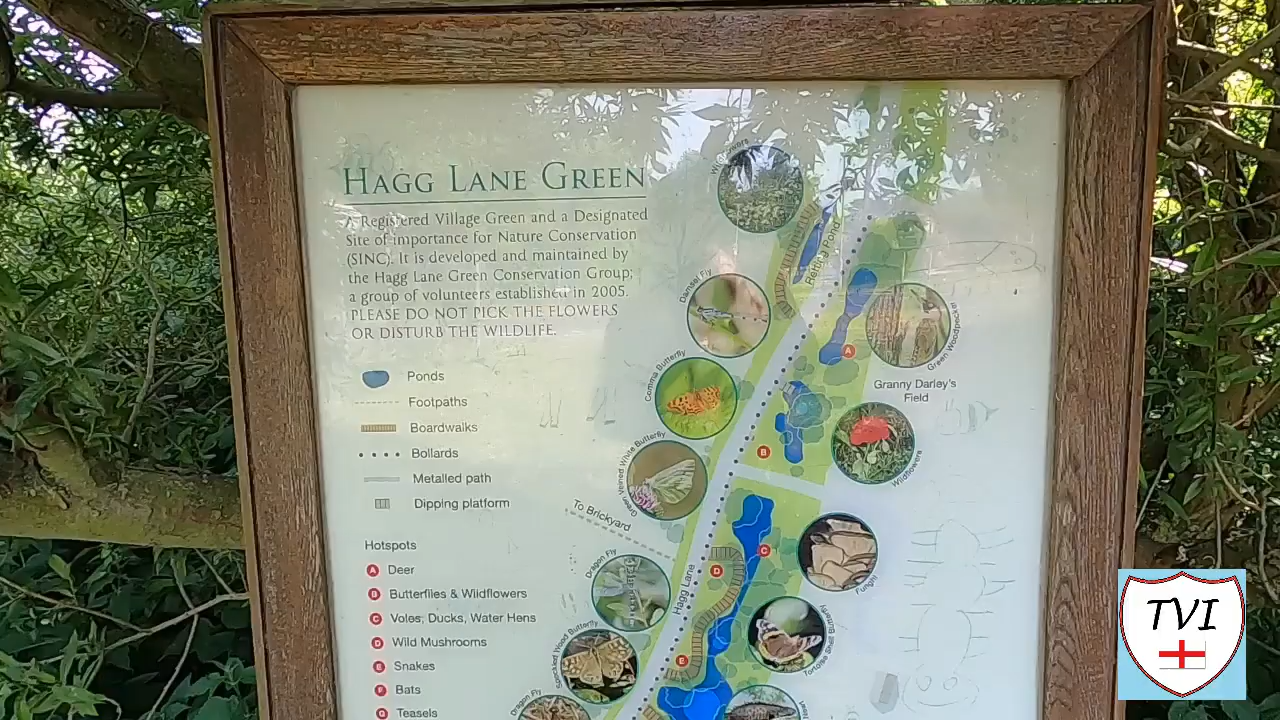 HAGG LANE GREEN
A Registered Village Green and a Designated
Site of importance for Nature Conservation
(SINC). It is developed and maintained by
the Hagg Lane Green Conservation Group;
a group of volunteers established in 2005.
PLEASE DO NOT PICK THE FLOWERS
OR DISTURB THE WILDLIFE.
Ponds
Footpaths
Boardwalks
Bollards
Metalled path
Dipping platform
Hotspots
A Deer
B Butterflies & Wildflowers
C Voles, Ducks, Water Hens
D Wild Mushrooms
E Snakes
F Bats
G Teasels
Wildflowers
Damsel Fly
Comma Butterfly
Green Veined White Butterfly
To Brickyard
Dragon Fly
Speckled Wood Butterfly
Dragon Fly
Hagg Lane
Green Woodpecker
Granny Darley's
Field
Wildflowers
Fungi
Tortoise Shell Butterfly
Newt
A
B
C
D
E
TVI